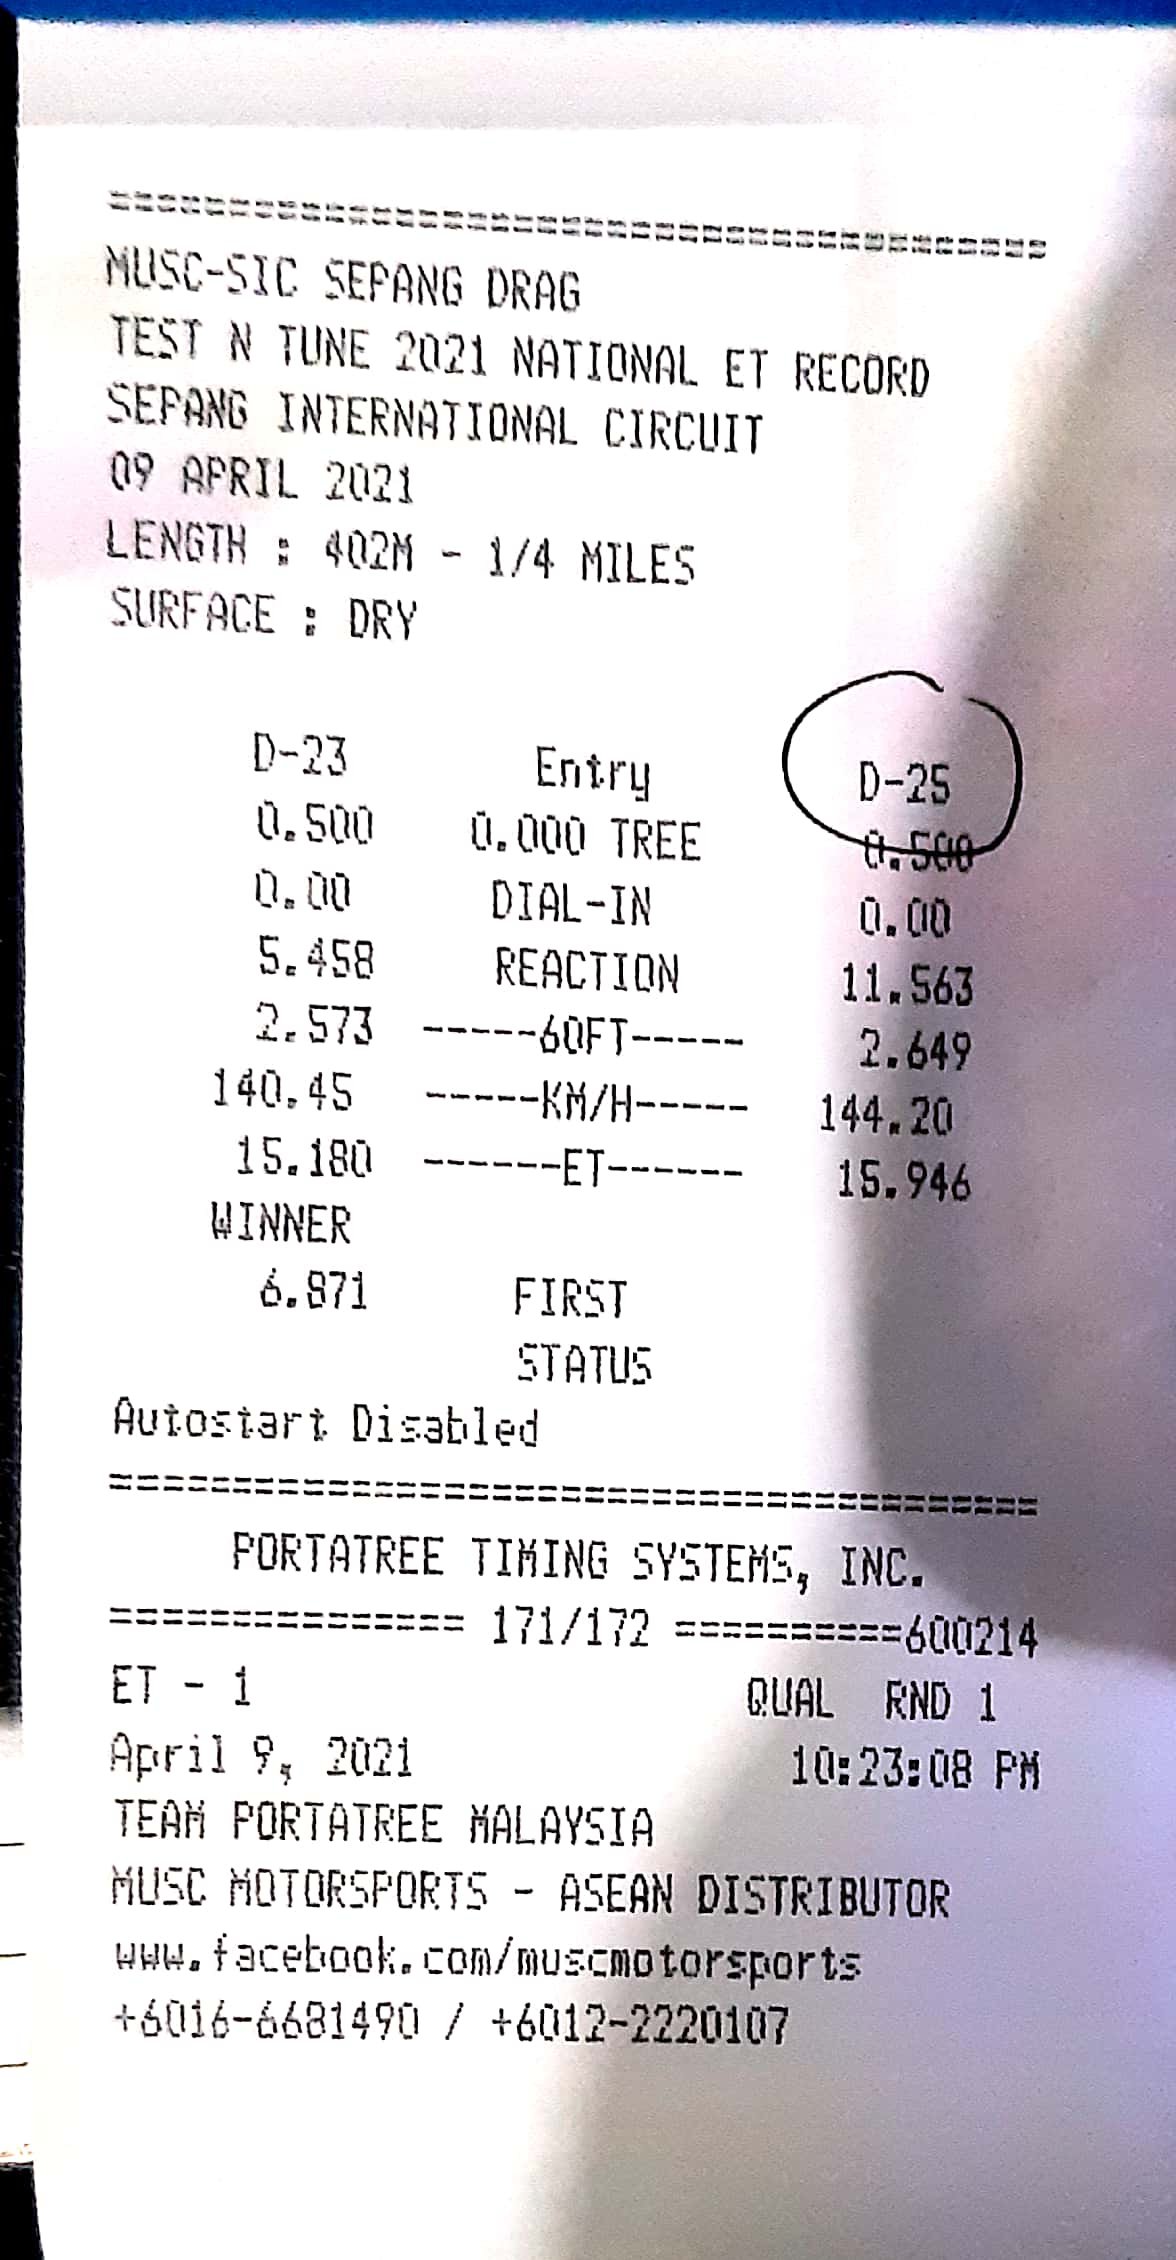 ========================================
MUSC-SIC SEPANG DRAG
TEST N TUNE 2021 NATIONAL ET RECORD
SEPANG INTERNATIONAL CIRCUIT
09 APRIL 2021
LENGTH : 402M - 1/4 MILES
SURFACE : DRY
D-23 Entry D-25
0.500 0.000 TREE 0.500
0.00 DIAL-IN 0.00
5.458 REACTION 11.563
2.573 -----60FT----- 2.649
140.45 -----KM/H----- 144.20
15.180 ------ET------ 15.946
WINNER
6.871 FIRST
STATUS
Autostart Disabled
========================================
PORTATREE TIMING SYSTEMS, INC.
=============== 171/172 ==========600214
ET - 1 QUAL RND 1
April 9, 2021 10:23:08 PM
TEAM PORTATREE MALAYSIA
MUSC MOTORSPORTS - ASEAN DISTRIBUTOR
www.facebook.com/muscmotorsports
+6016-6681490 / +6012-2220107